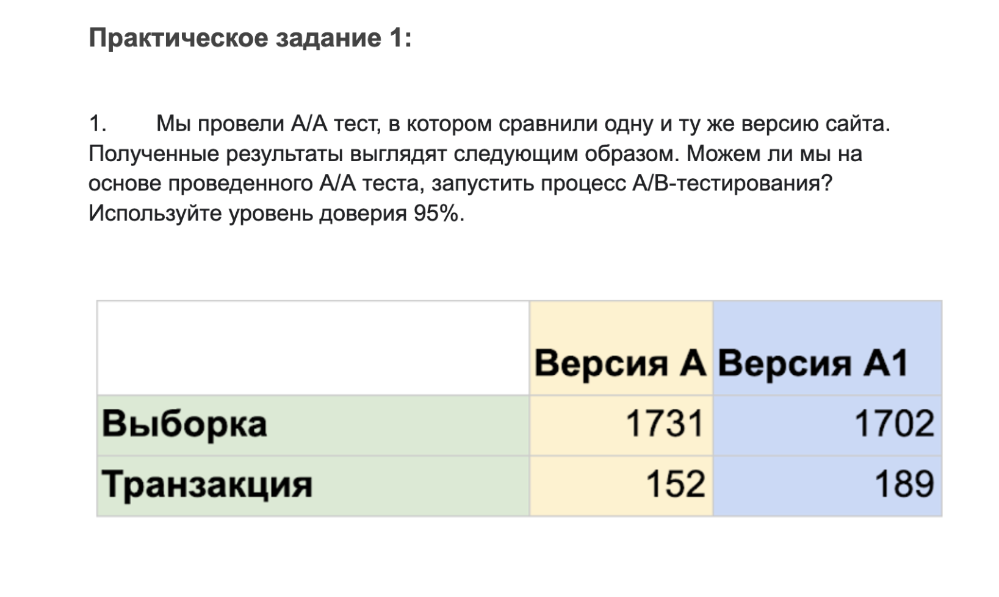 Практическое задание 1:
1. Мы провели А/А тест, в котором сравнили одну и ту же версию сайта.
Полученные результаты выглядят следующим образом. Можем ли мы на
основе проведенного А/А теста, запустить процесс А/В-тестирования?
Используйте уровень доверия 95%.
Версия А Версия А1
Выборка 1731 1702
Транзакция 152 189